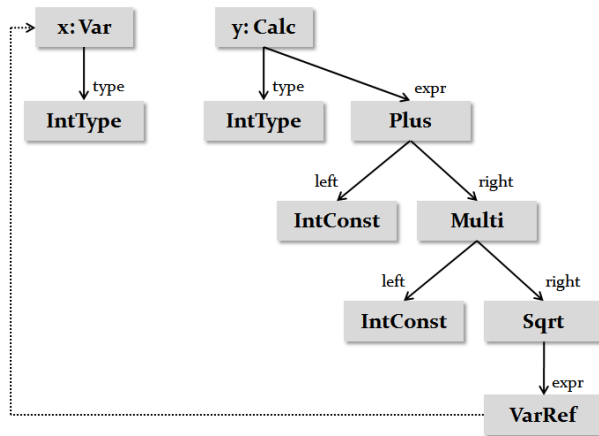 x: Var
y: Calc
type
type
expr
IntType
IntType
Plus
left
right
IntConst
Multi
left
right
IntConst
Sqrt
expr
VarRef